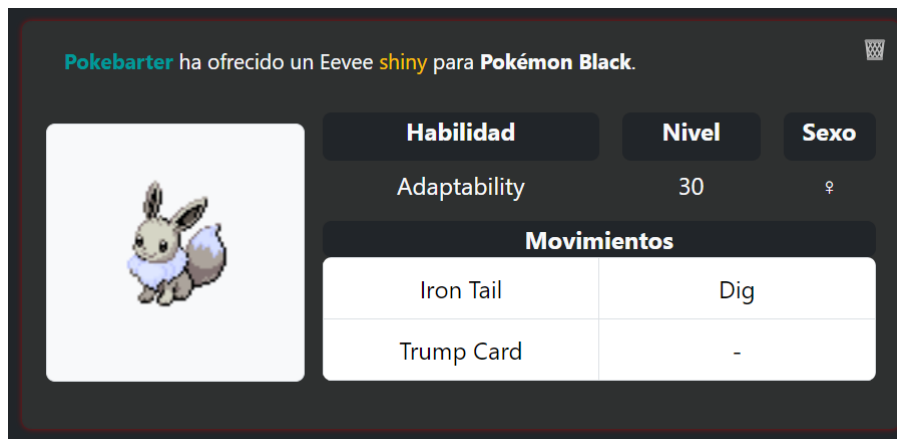 Pokebarter ha ofrecido un Eevee shiny para Pokémon Black.
Habilidad Nivel Sexo
Adaptability 30 ♀
Movimientos
Iron Tail Dig
Trump Card -